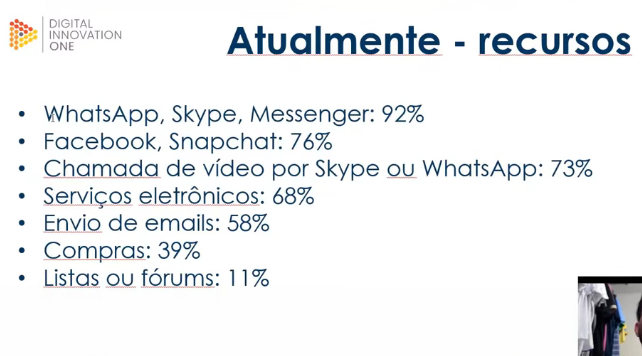 DIGITAL
INNOVATION
ONE
Atualmente - recursos
• WhatsApp, Skype, Messenger: 92%
• Facebook, Snapchat: 76%
• Chamada de vídeo por Skype ou WhatsApp: 73%
• Serviços eletrônicos: 68%
• Envio de emails: 58%
• Compras: 39%
• Listas ou fórums: 11%